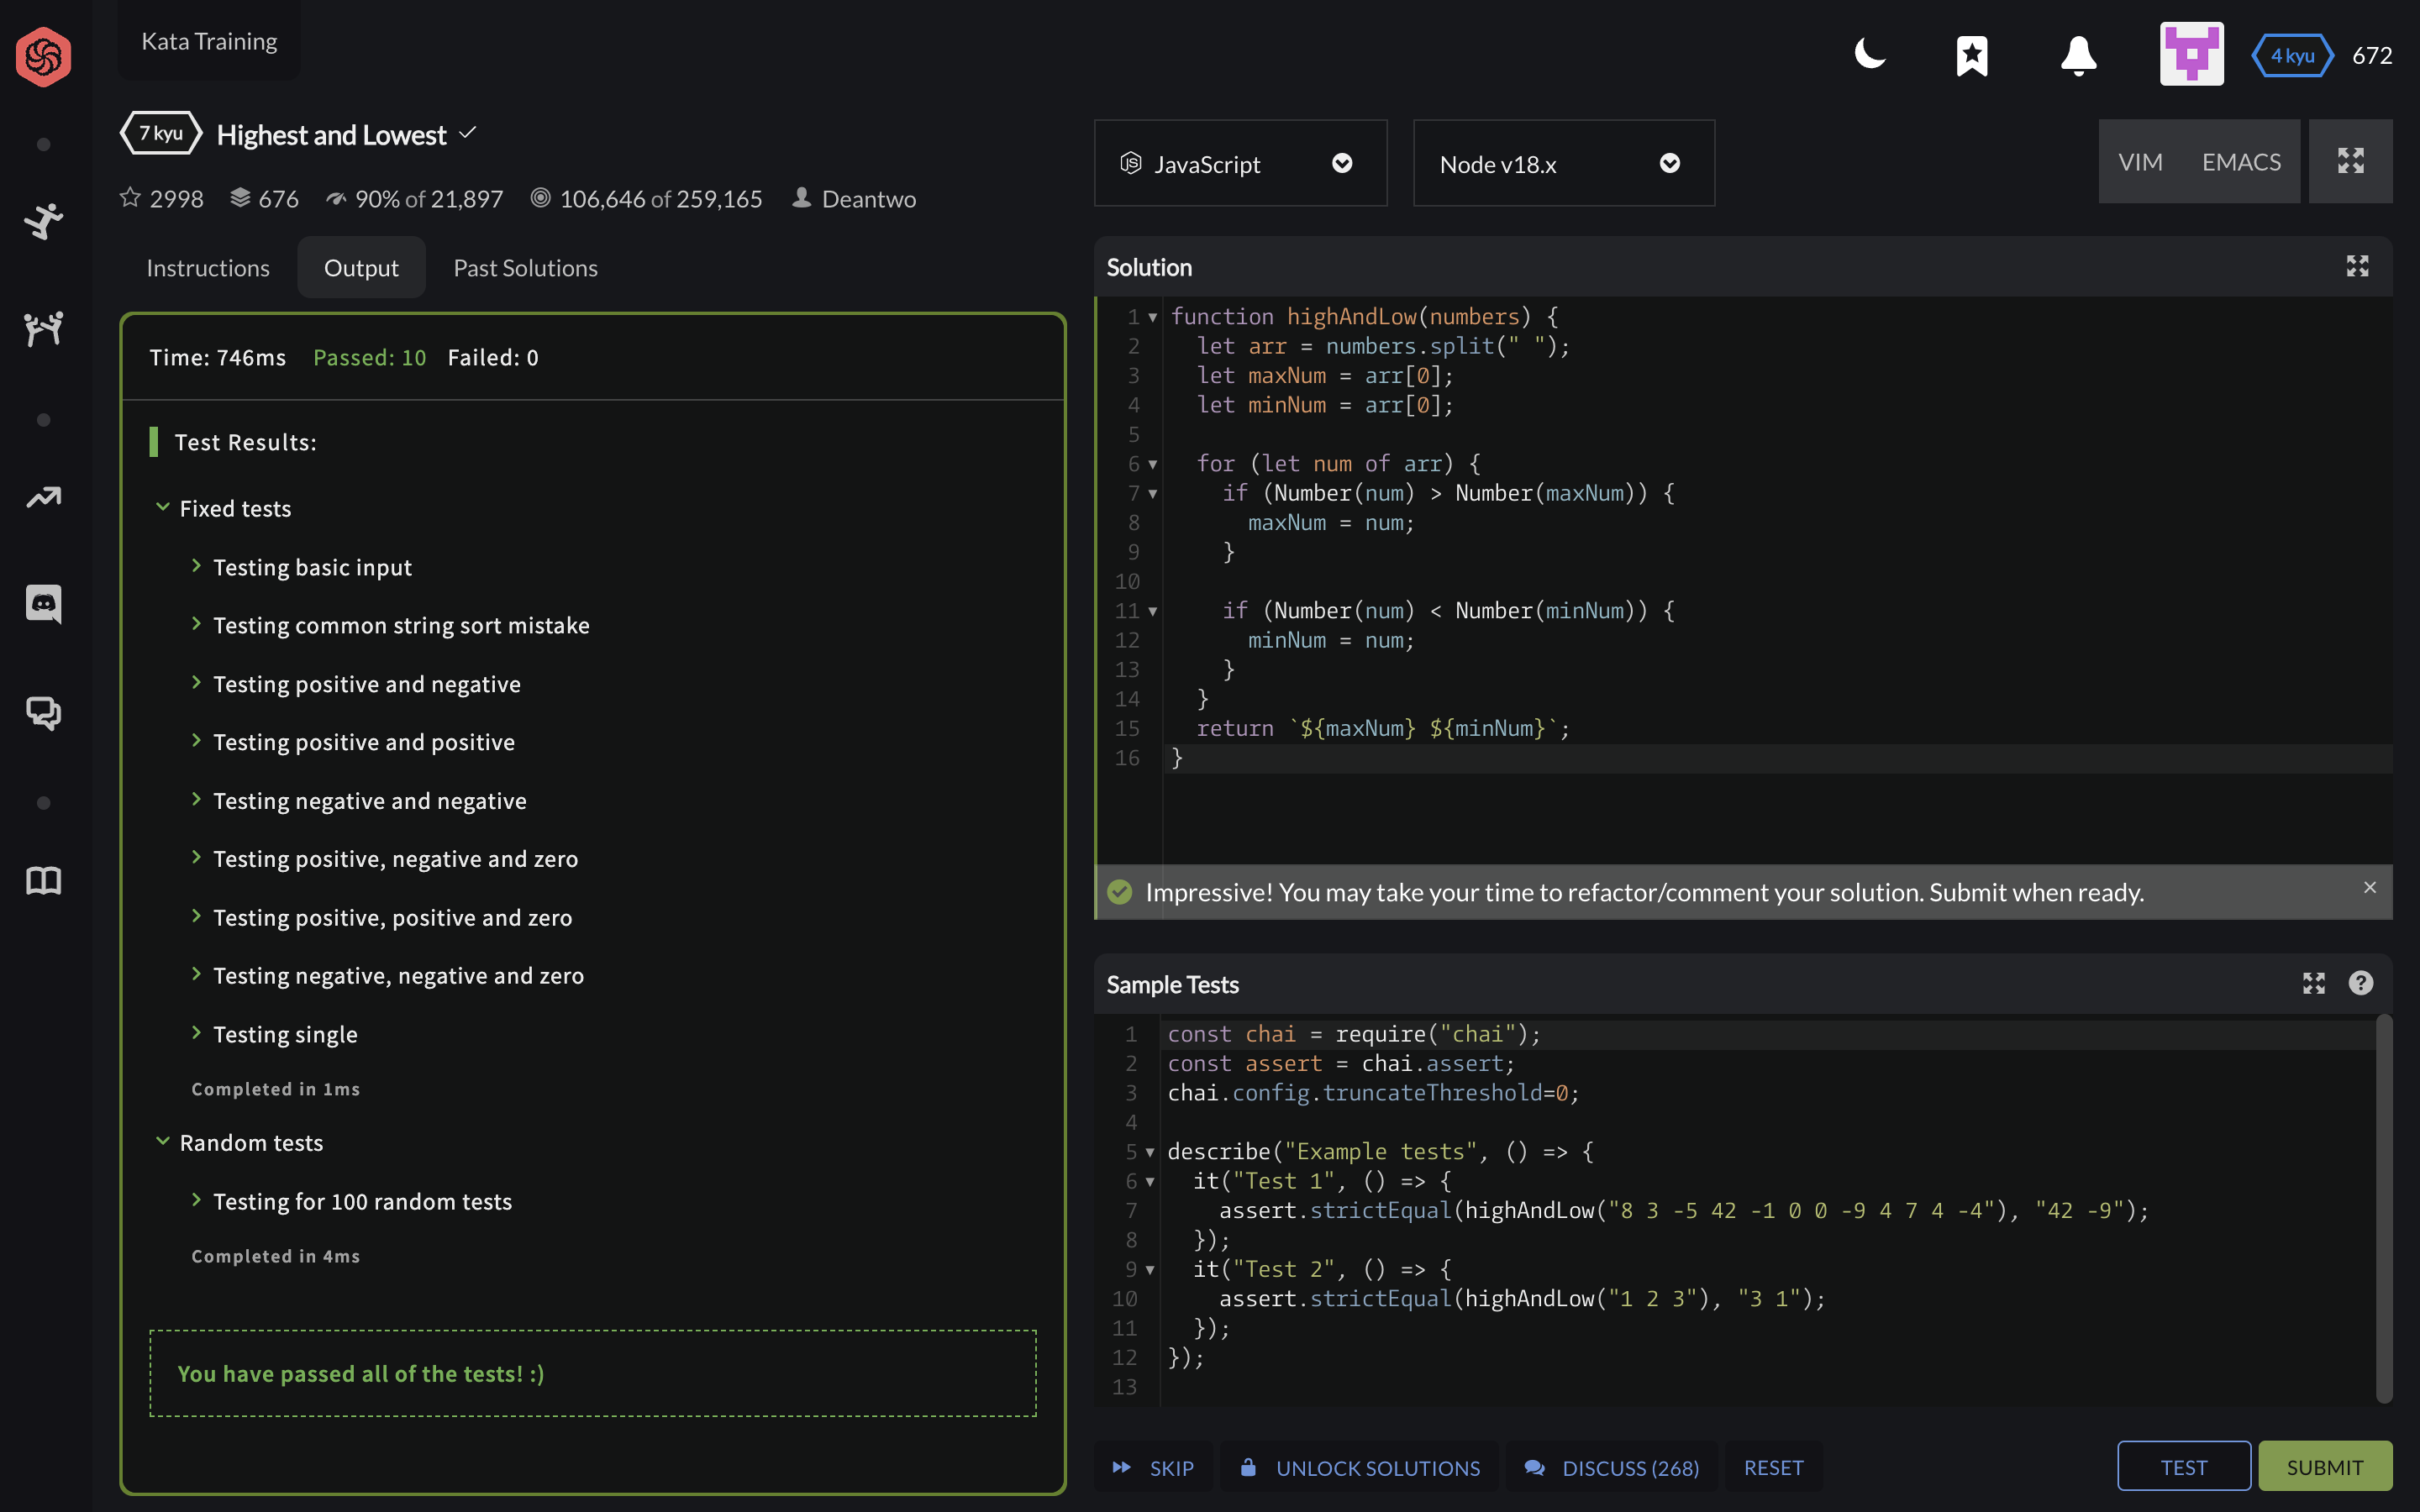 Kata Training
4 kyu 672
7 kyu Highest and Lowest
2998 676 90% of 21,897 106,646 of 259,165 Deantwo
Instructions Output Past Solutions
Time: 746ms Passed: 10 Failed: 0
Test Results:
Fixed tests
Testing basic input
Testing common string sort mistake
Testing positive and negative
Testing positive and positive
Testing negative and negative
Testing positive, negative and zero
Testing positive, positive and zero
Testing negative, negative and zero
Testing single
Completed in 1ms
Random tests
Testing for 100 random tests
Completed in 4ms
You have passed all of the tests! :)
JavaScript Node v18.x VIM EMACS
Solution
1 function highAndLow(numbers) {
2 let arr = numbers.split(" ");
3 let maxNum = arr[0];
4 let minNum = arr[0];
5
6 for (let num of arr) {
7 if (Number(num) > Number(maxNum)) {
8 maxNum = num;
9 }
10
11 if (Number(num) < Number(minNum)) {
12 minNum = num;
13 }
14 }
15 return `${maxNum} ${minNum}`;
16 }
Impressive! You may take your time to refactor/comment your solution. Submit when ready.
Sample Tests
1 const chai = require("chai");
2 const assert = chai.assert;
3 chai.config.truncateThreshold=0;
4
5 describe("Example tests", () => {
6 it("Test 1", () => {
7 assert.strictEqual(highAndLow("8 3 -5 42 -1 0 0 -9 4 7 4 -4"), "42 -9");
8 });
9 it("Test 2", () => {
10 assert.strictEqual(highAndLow("1 2 3"), "3 1");
11 });
12 });
13
SKIP UNLOCK SOLUTIONS DISCUSS (268) RESET TEST SUBMIT